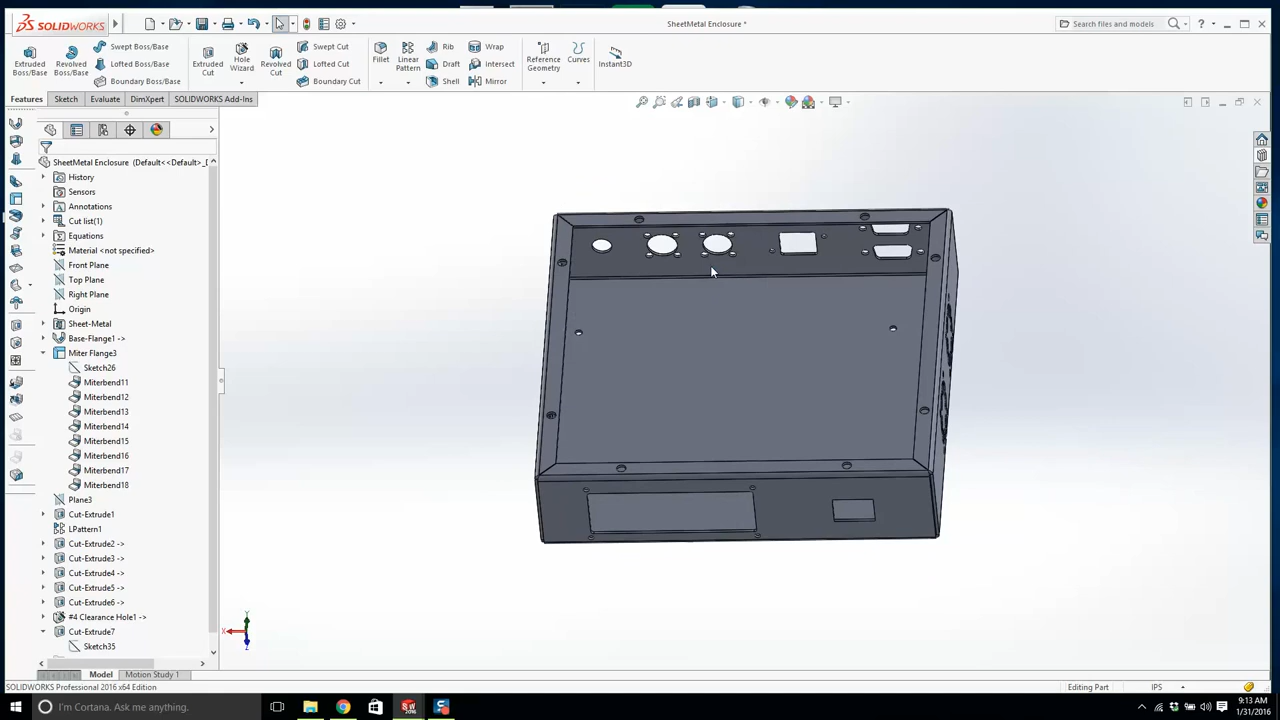 SOLIDWORKS
SheetMetal Enclosure *
Search files and models
Extruded Boss/Base
Revolved Boss/Base
Swept Boss/Base
Lofted Boss/Base
Boundary Boss/Base
Extruded Cut
Hole Wizard
Revolved Cut
Swept Cut
Lofted Cut
Boundary Cut
Fillet
Linear Pattern
Rib
Draft
Shell
Wrap
Intersect
Mirror
Reference Geometry
Curves
Instant3D
Features
Sketch
Evaluate
DimXpert
SOLIDWORKS Add-Ins
SheetMetal Enclosure (Default<<Default>_D
History
Sensors
Annotations
Cut list(1)
Equations
Material <not specified>
Front Plane
Top Plane
Right Plane
Origin
Sheet-Metal
Base-Flange1 ->
Miter Flange3
Sketch26
Miterbend11
Miterbend12
Miterbend13
Miterbend14
Miterbend15
Miterbend16
Miterbend17
Miterbend18
Plane3
Cut-Extrude1
LPattern1
Cut-Extrude2 ->
Cut-Extrude3 ->
Cut-Extrude4 ->
Cut-Extrude5 ->
Cut-Extrude6 ->
#4 Clearance Hole1 ->
Cut-Extrude7
Sketch35
Y
X
Z
Model
Motion Study 1
SOLIDWORKS Professional 2016 x64 Edition
Editing Part
IPS
I'm Cortana. Ask me anything.
9:13 AM
1/31/2016